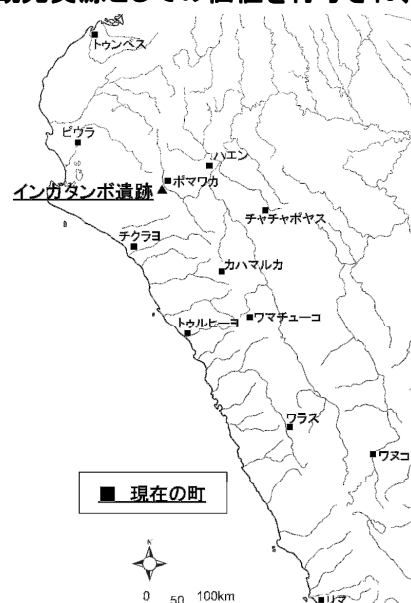 トゥンベス
ピウラ
ハエン
ポマワカ
インガタンボ遺跡
チャチャポヤス
チクラヨ
カハマルカ
ワマチューコ
トゥルヒーヨ
ワラス
ワヌコ
■ 現在の町
N
0 50 100km
リマ